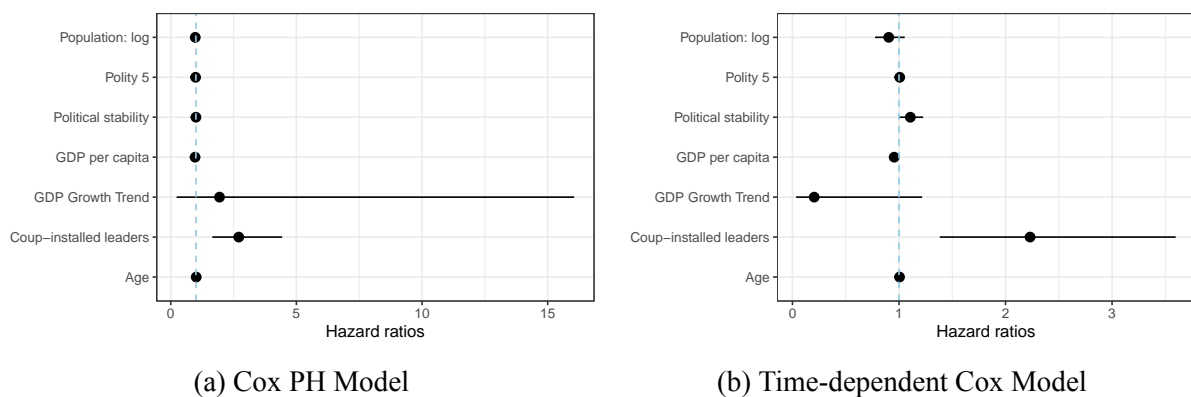 Population: log
Polity 5
Political stability
GDP per capita
GDP Growth Trend
Coup−installed leaders
Age
0 5 10 15
Hazard ratios
(a) Cox PH Model
Population: log
Polity 5
Political stability
GDP per capita
GDP Growth Trend
Coup−installed leaders
Age
0 1 2 3
Hazard ratios
(b) Time-dependent Cox Model